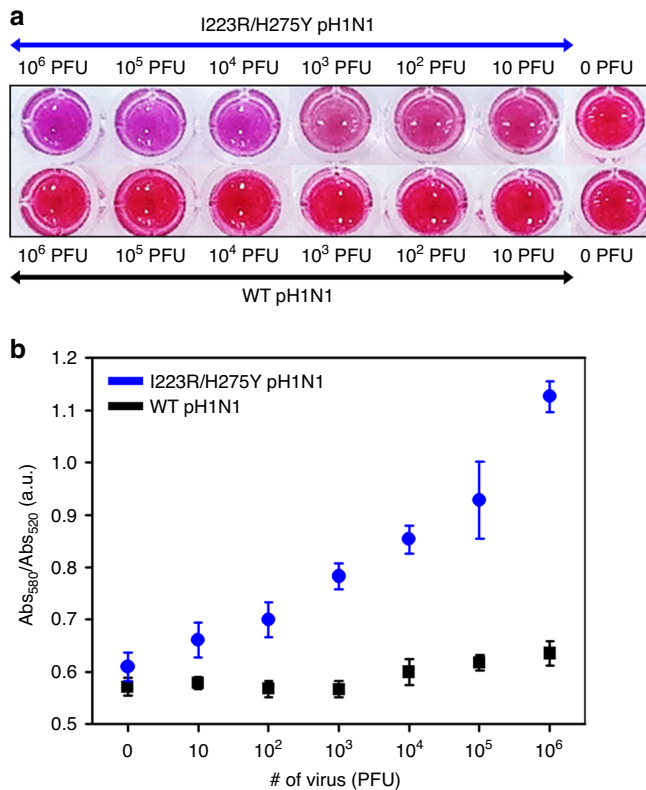 a
I223R/H275Y pH1N1
10⁶ PFU 10⁵ PFU 10⁴ PFU 10³ PFU 10² PFU 10 PFU 0 PFU
10⁶ PFU 10⁵ PFU 10⁴ PFU 10³ PFU 10² PFU 10 PFU 0 PFU
WT pH1N1
b
I223R/H275Y pH1N1
WT pH1N1
Abs₅₈₀/Abs₅₂₀ (a.u.)
1.2
1.1
1.0
0.9
0.8
0.7
0.6
0.5
0 10 10² 10³ 10⁴ 10⁵ 10⁶
# of virus (PFU)